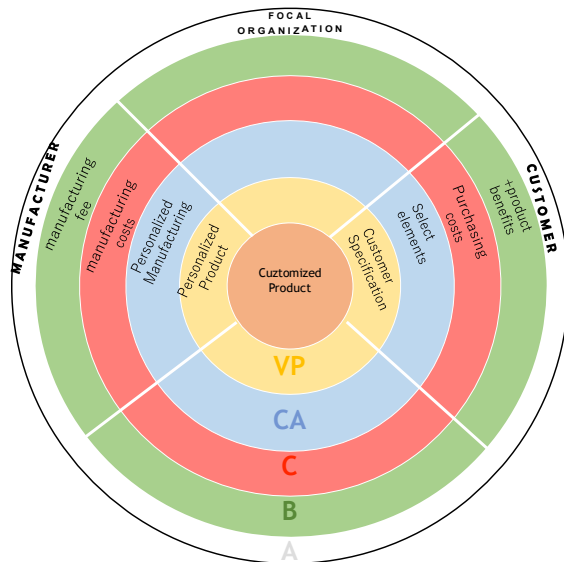 FOCAL
ORGANIZATION
MANUFACTURER
manufacturing
fee
manufacturing
costs
Personalized
Manufacturing
Personalized
Product
Cuztomized
Product
Customer
Specification
Select
elements
Purchasing
costs
+product
benefits
CUSTOMER
VP
CA
C
B
A